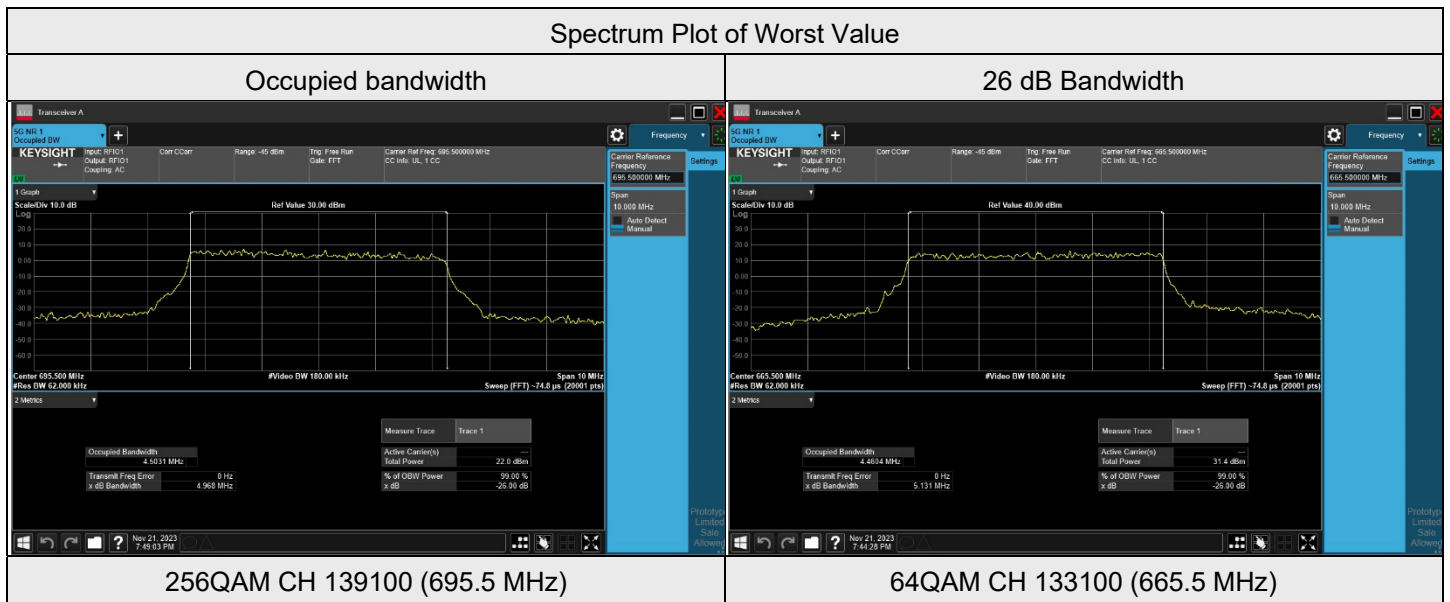 Spectrum Plot of Worst Value
Occupied bandwidth
26 dB Bandwidth
Transceiver A
5G NR 1
Occupied BW
Frequency
KEYSIGHT
Input: RFIO1
Output: RFIO1
Coupling: AC
Corr CCorr
Range: -45 dBm
Trig: Free Run
Gate: FFT
Carrier Ref Freq: 695.500000 MHz
CC Info: UL, 1 CC
Carrier Reference
Frequency
695.500000 MHz
Settings
Span
10.000 MHz
Auto Detect
Manual
1 Graph
Scale/Div 10.0 dB
Ref Value 30.00 dBm
Log
20.0
10.0
0.00
-10.0
-20.0
-30.0
-40.0
-50.0
-60.0
Center 695.500 MHz
#Video BW 180.00 kHz
Span 10 MHz
#Res BW 62.000 kHz
Sweep (FFT) ~74.8 µs (20001 pts)
2 Metrics
Measure Trace
Trace 1
Occupied Bandwidth
4.5031 MHz
Active Carrier(s)
---
Total Power
22.0 dBm
Transmit Freq Error
0 Hz
x dB Bandwidth
4.968 MHz
% of OBW Power
99.00 %
x dB
-26.00 dB
Prototype
Limited
Sale
Allowed
Nov 21, 2023
7:49:03 PM
Transceiver A
5G NR 1
Occupied BW
Frequency
KEYSIGHT
Input: RFIO1
Output: RFIO1
Coupling: AC
Corr CCorr
Range: -45 dBm
Trig: Free Run
Gate: FFT
Carrier Ref Freq: 665.500000 MHz
CC Info: UL, 1 CC
Carrier Reference
Frequency
665.500000 MHz
Settings
Span
10.000 MHz
Auto Detect
Manual
1 Graph
Scale/Div 10.0 dB
Ref Value 40.00 dBm
Log
30.0
20.0
10.0
0.00
-10.0
-20.0
-30.0
-40.0
-50.0
Center 665.500 MHz
#Video BW 180.00 kHz
Span 10 MHz
#Res BW 62.000 kHz
Sweep (FFT) ~74.8 µs (20001 pts)
2 Metrics
Measure Trace
Trace 1
Occupied Bandwidth
4.4604 MHz
Active Carrier(s)
---
Total Power
31.4 dBm
Transmit Freq Error
0 Hz
x dB Bandwidth
5.131 MHz
% of OBW Power
99.00 %
x dB
-26.00 dB
Prototyp
Limited
Sale
Allowed
Nov 21, 2023
7:44:28 PM
256QAM CH 139100 (695.5 MHz)
64QAM CH 133100 (665.5 MHz)